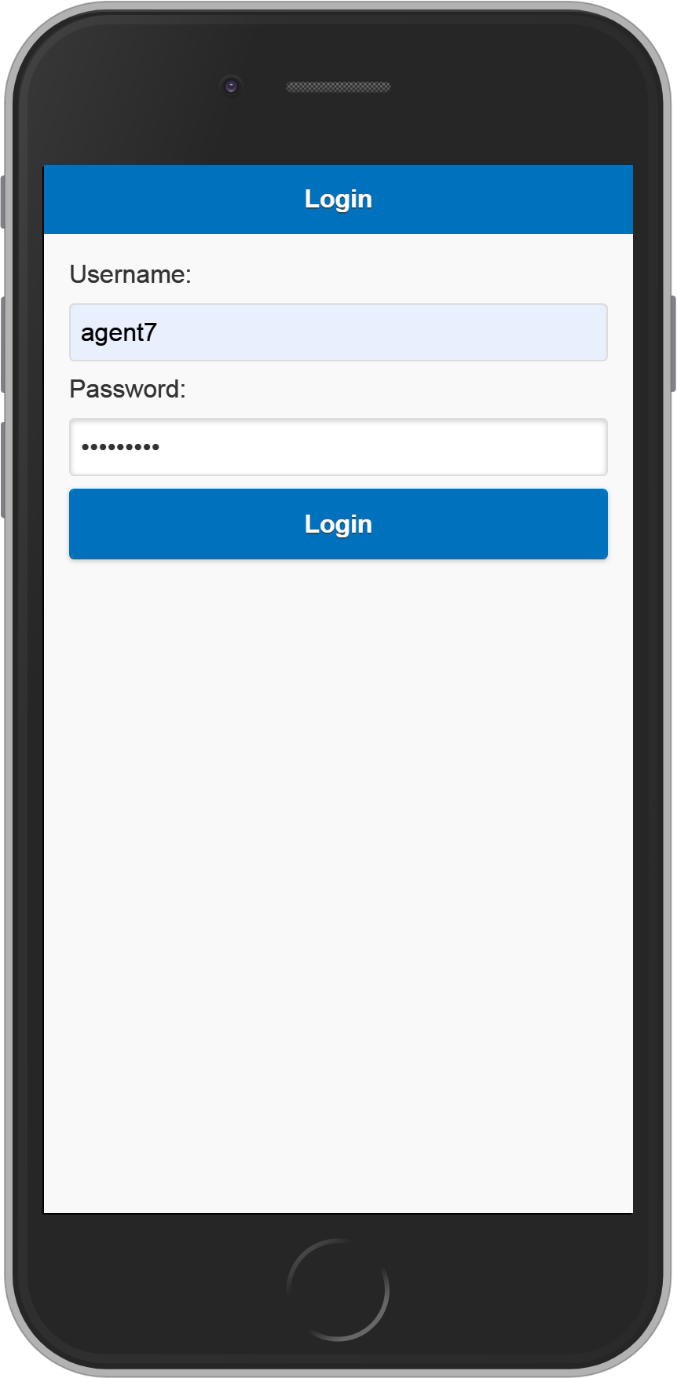 Login
Username:
agent7
Password:
•••••••••
Login